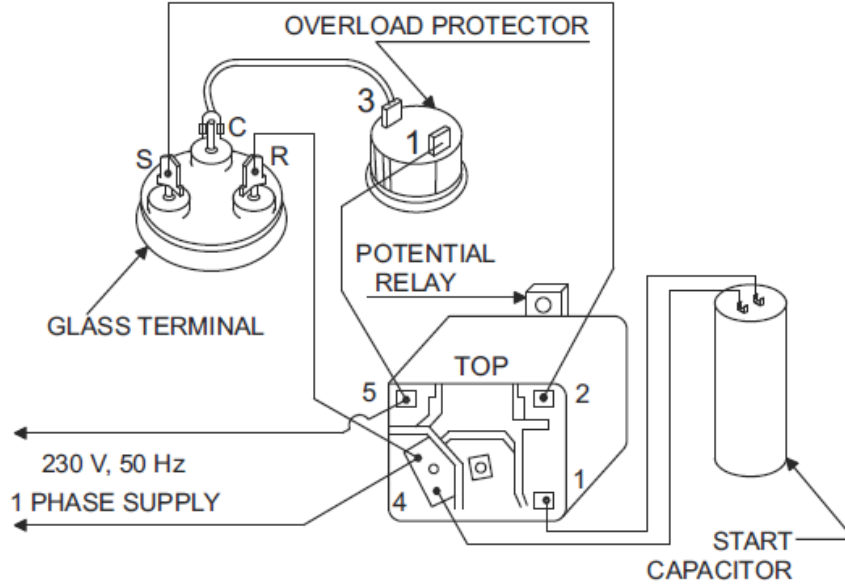 OVERLOAD PROTECTOR
3
C
1
S
R
POTENTIAL
RELAY
GLASS TERMINAL
TOP
5
2
230 V, 50 Hz
1 PHASE SUPPLY
4
1
START
CAPACITOR